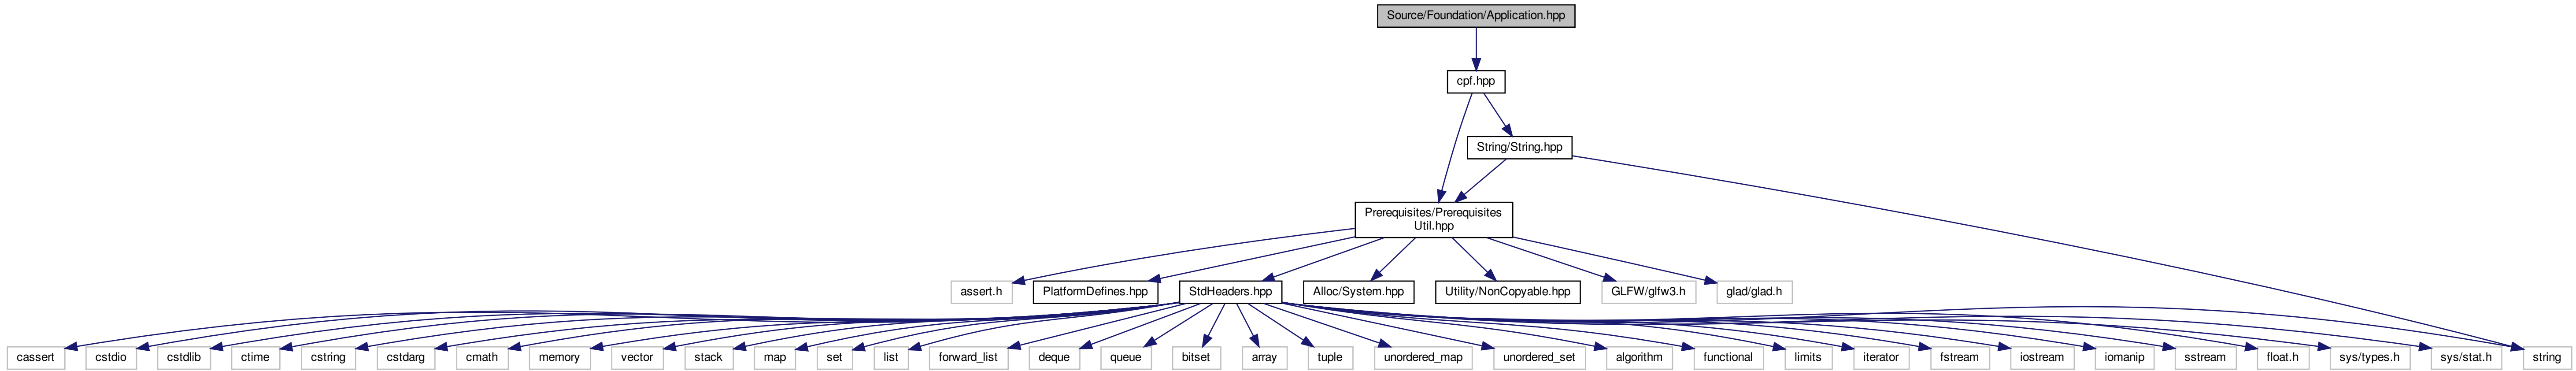 Source/Foundation/Application.hpp
cpf.hpp
String/String.hpp
Prerequisites/Prerequisites
Util.hpp
assert.h
PlatformDefines.hpp
StdHeaders.hpp
Alloc/System.hpp
Utility/NonCopyable.hpp
GLFW/glfw3.h
glad/glad.h
cassert
cstdio
cstdlib
ctime
cstring
cstdarg
cmath
memory
vector
stack
map
set
list
forward_list
deque
queue
bitset
array
tuple
unordered_map
unordered_set
algorithm
functional
limits
iterator
fstream
iostream
iomanip
sstream
float.h
sys/types.h
sys/stat.h
string